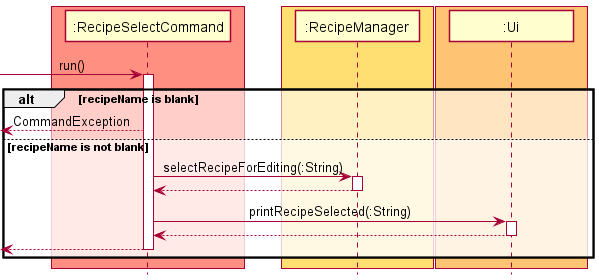 :RecipeSelectCommand
:RecipeManager
:Ui
run()
alt
[recipeName is blank]
CommandException
[recipeName is not blank]
selectRecipeForEditing(:String)
printRecipeSelected(:String)